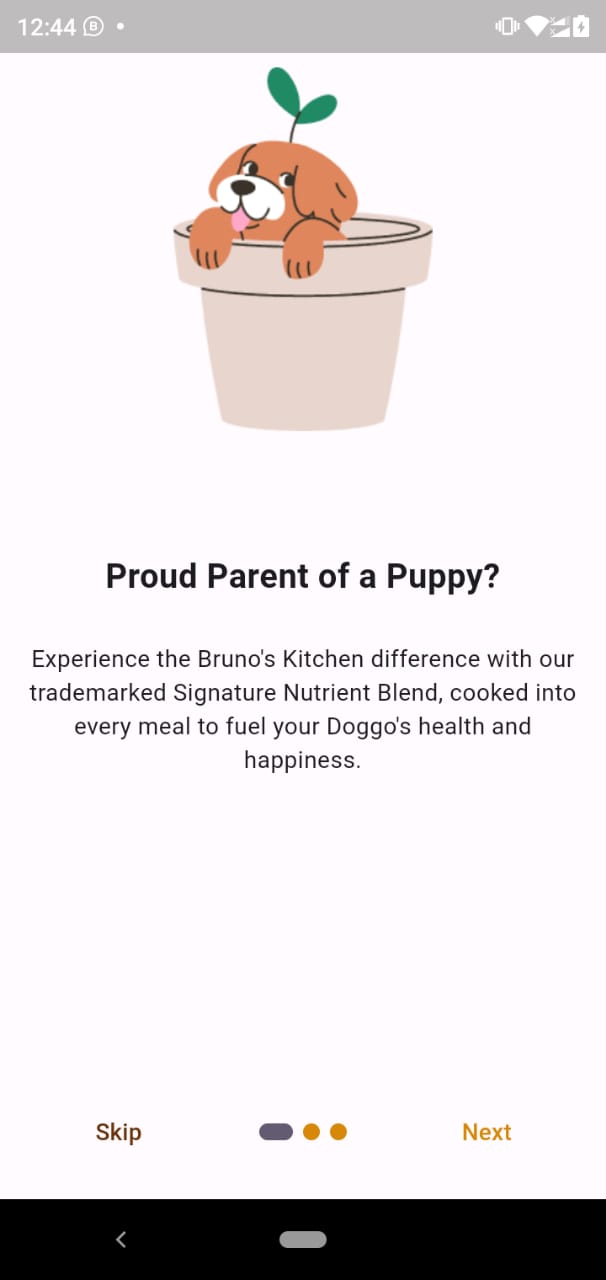 12:44
Proud Parent of a Puppy?
Experience the Bruno's Kitchen difference with our
trademarked Signature Nutrient Blend, cooked into
every meal to fuel your Doggo's health and
happiness.
Skip
Next